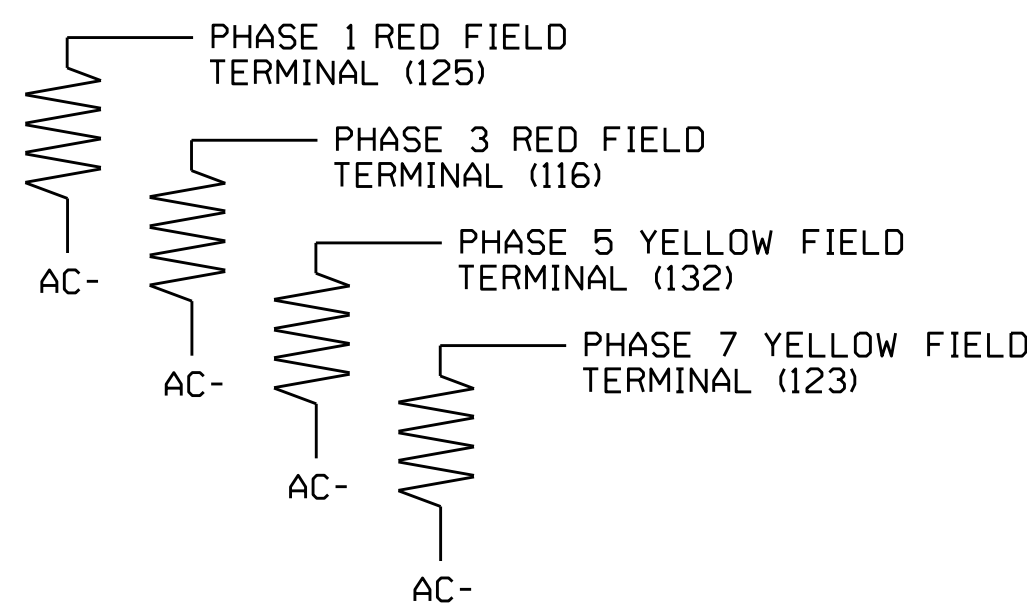 PHASE 1 RED FIELD
TERMINAL (125)
PHASE 3 RED FIELD
TERMINAL (116)
AC-
PHASE 5 YELLOW FIELD
TERMINAL (132)
AC-
PHASE 7 YELLOW FIELD
TERMINAL (123)
AC-
AC-